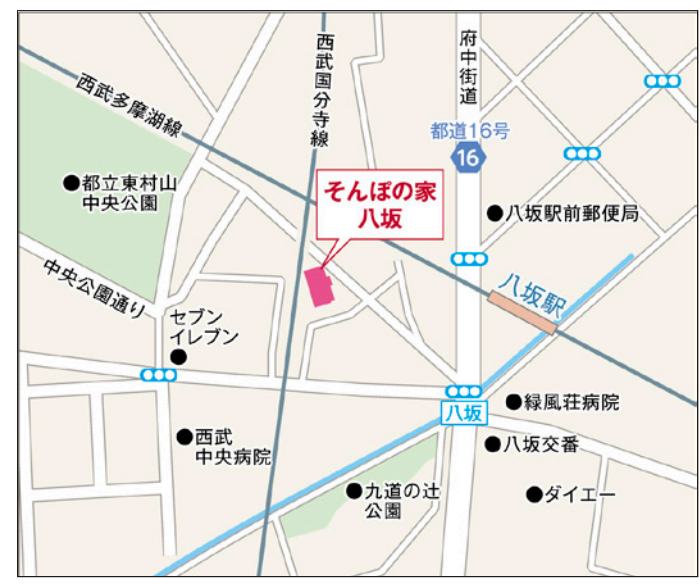 西武国分寺線
府中街道
西武多摩湖線
都道16号
16
●都立東村山
中央公園
そんぽの家
八坂
●八坂駅前郵便局
中央公園通り
八坂駅
セブン
イレブン
八坂
●緑風荘病院
●西武
中央病院
●八坂交番
●九道の辻
公園
●ダイエー